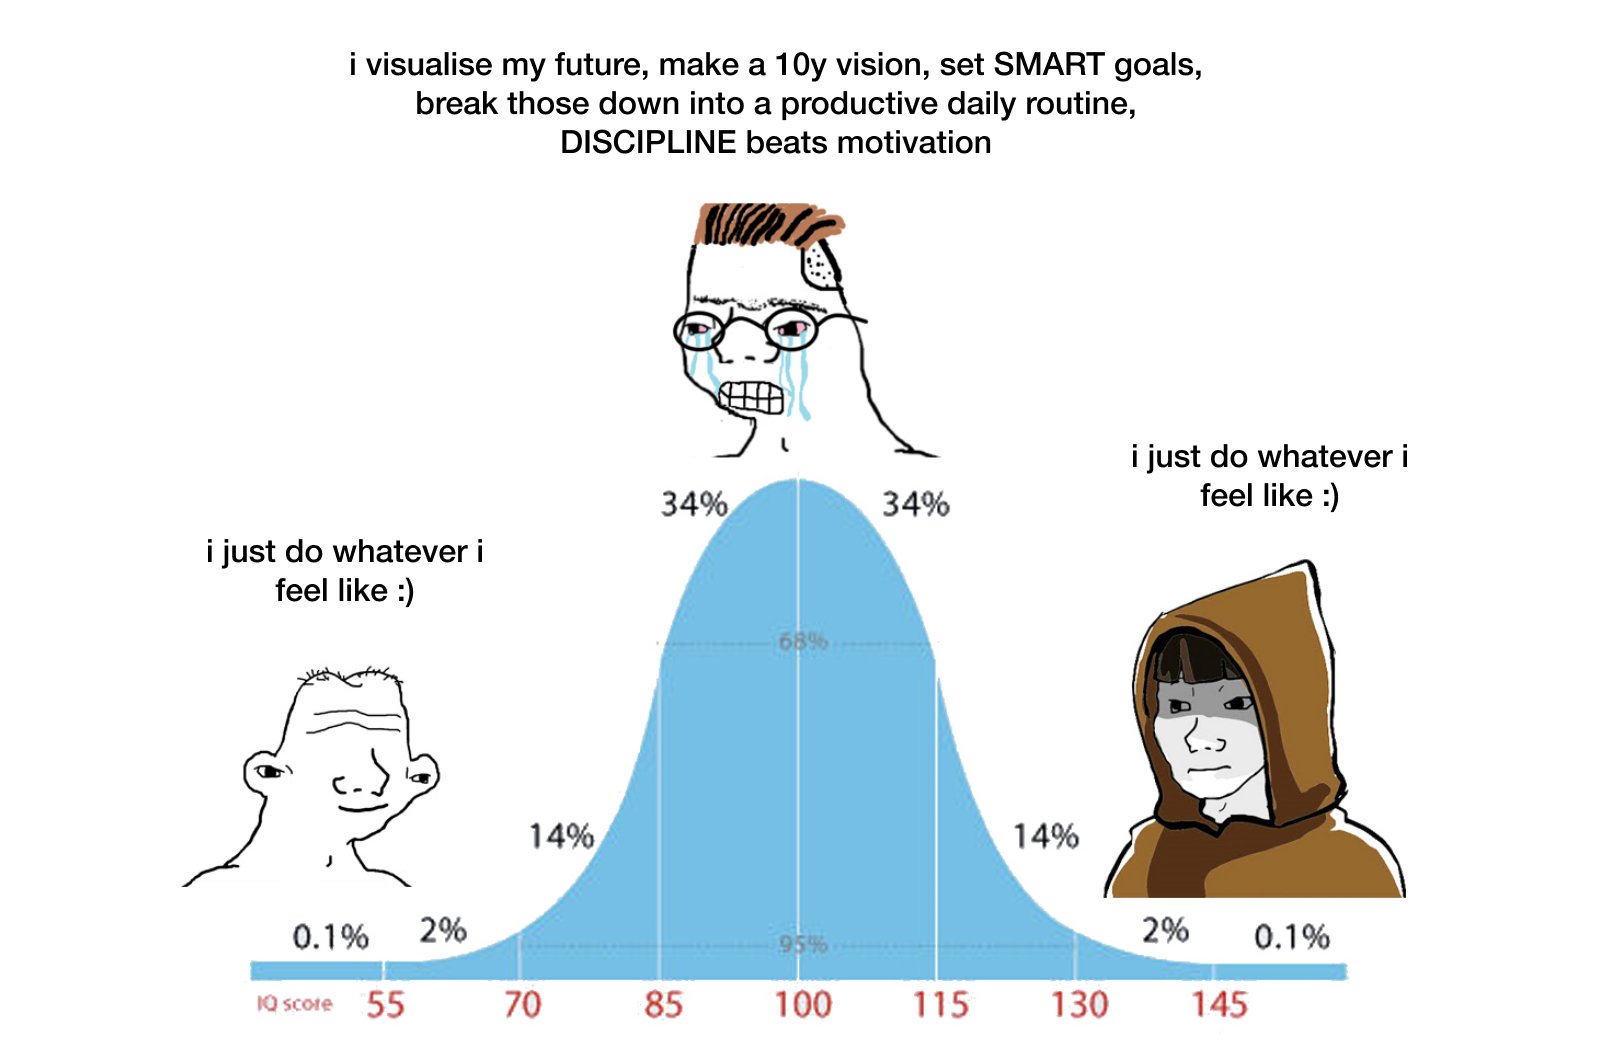 i visualise my future, make a 10y vision, set SMART goals,
break those down into a productive daily routine,
DISCIPLINE beats motivation
i just do whatever i
feel like :)
34%
34%
i just do whatever i
feel like :)
68%
14%
14%
0.1%
2%
95%
2%
0.1%
IQ score
55
70
85
100
115
130
145